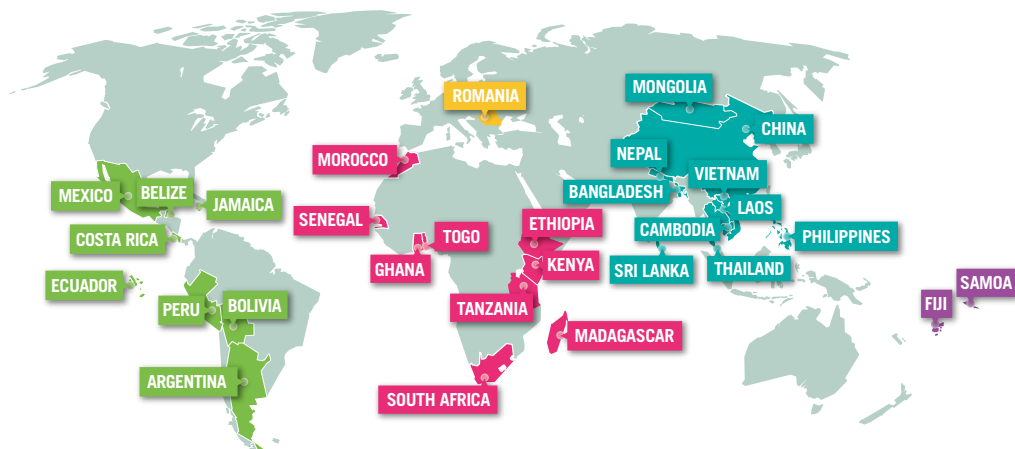 MONGOLIA
ROMANIA
CHINA
MOROCCO
NEPAL
VIETNAM
MEXICO
BELIZE
BANGLADESH
JAMAICA
LAOS
SENEGAL
ETHIOPIA
COSTA RICA
TOGO
CAMBODIA
PHILIPPINES
GHANA
KENYA
SRI LANKA
THAILAND
ECUADOR
SAMOA
PERU
BOLIVIA
TANZANIA
FIJI
MADAGASCAR
ARGENTINA
SOUTH AFRICA